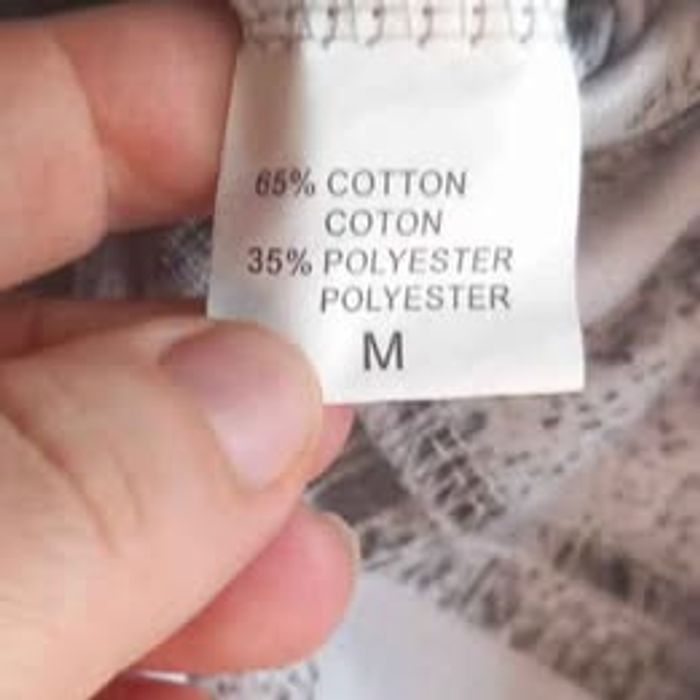 65% COTTON
COTON
35% POLYESTER
POLYESTER
M